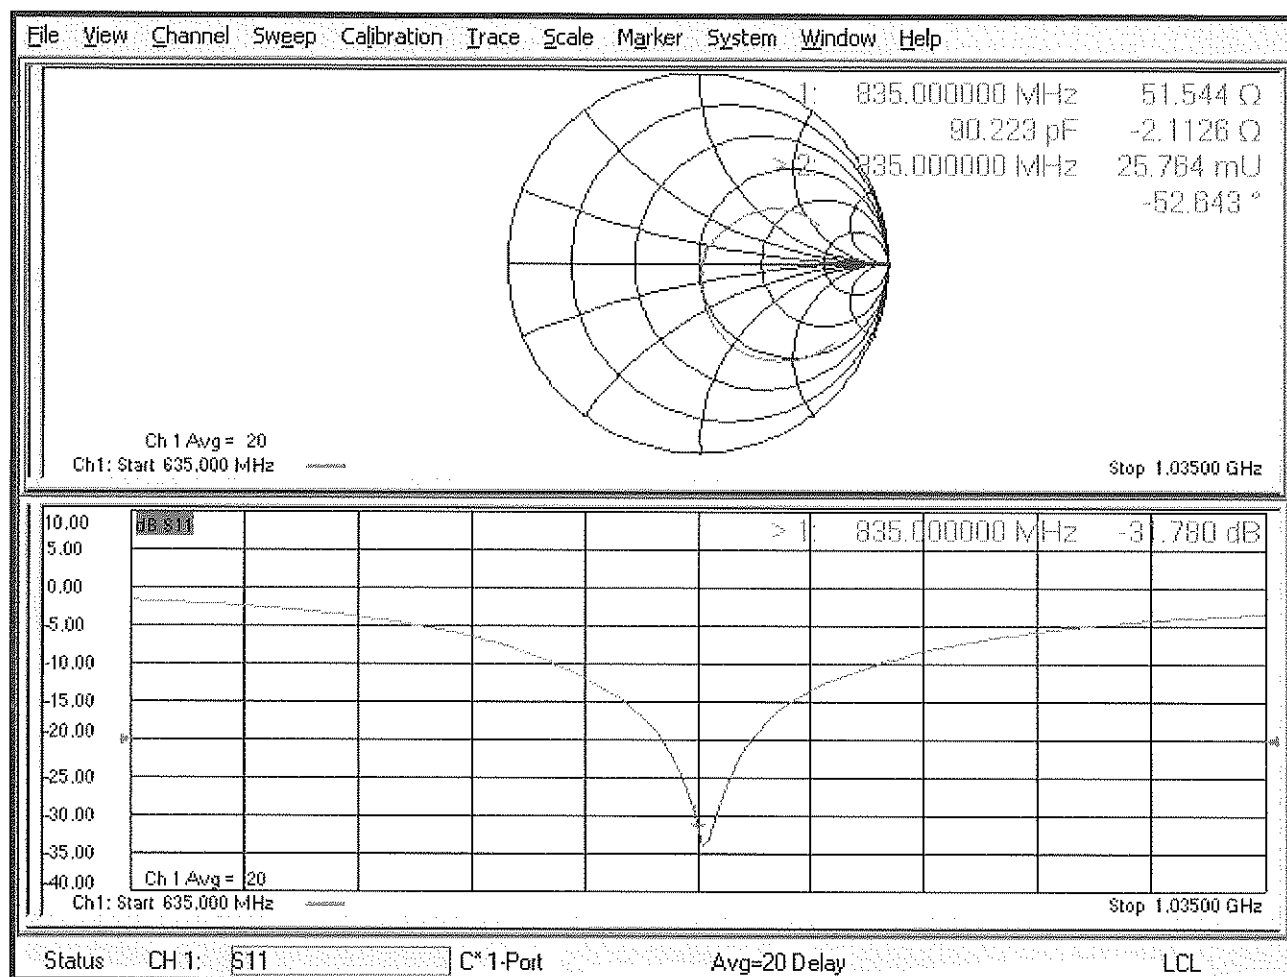 File View Channel Sweep Calibration Trace Scale Marker System Window Help
1: 835.000000 MHz 51.544 Ω
90.223 pF -2.1126 Ω
> 2: 835.000000 MHz 25.764 mU
-52.643 °
Ch 1 Avg = 20
Ch1: Start 635.000 MHz
Stop 1.03500 GHz
10.00
5.00
0.00
-5.00
-10.00
-15.00
-20.00
-25.00
-30.00
-35.00
-40.00
dB S11
> 1: 835.000000 MHz -31.780 dB
Ch 1 Avg = 20
Ch1: Start 635.000 MHz
Stop 1.03500 GHz
Status CH 1: S11 C* 1-Port Avg=20 Delay LCL